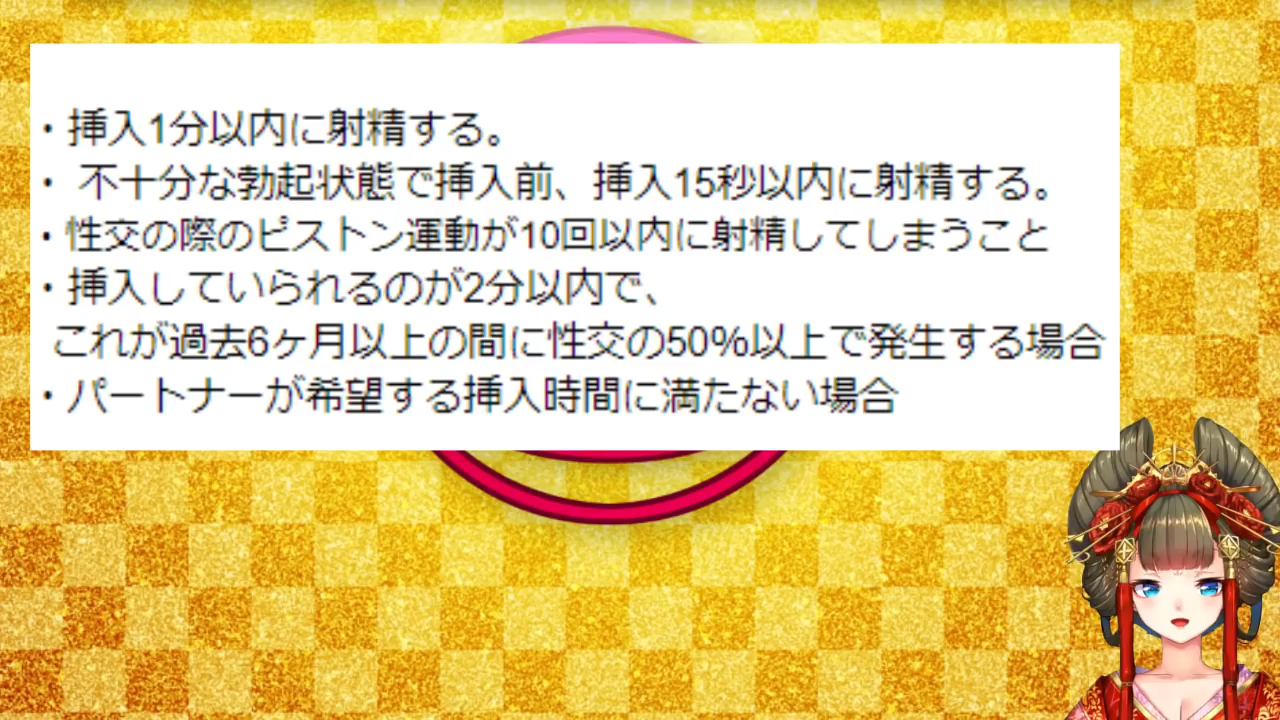 ・挿入1分以内に射精する。
・ 不十分な勃起状態で挿入前、挿入15秒以内に射精する。
・性交の際のピストン運動が10回以内に射精してしまうこと
・挿入していられるのが2分以内で、
これが過去6ヶ月以上の間に性交の50%以上で発生する場合
・パートナーが希望する挿入時間に満たない場合